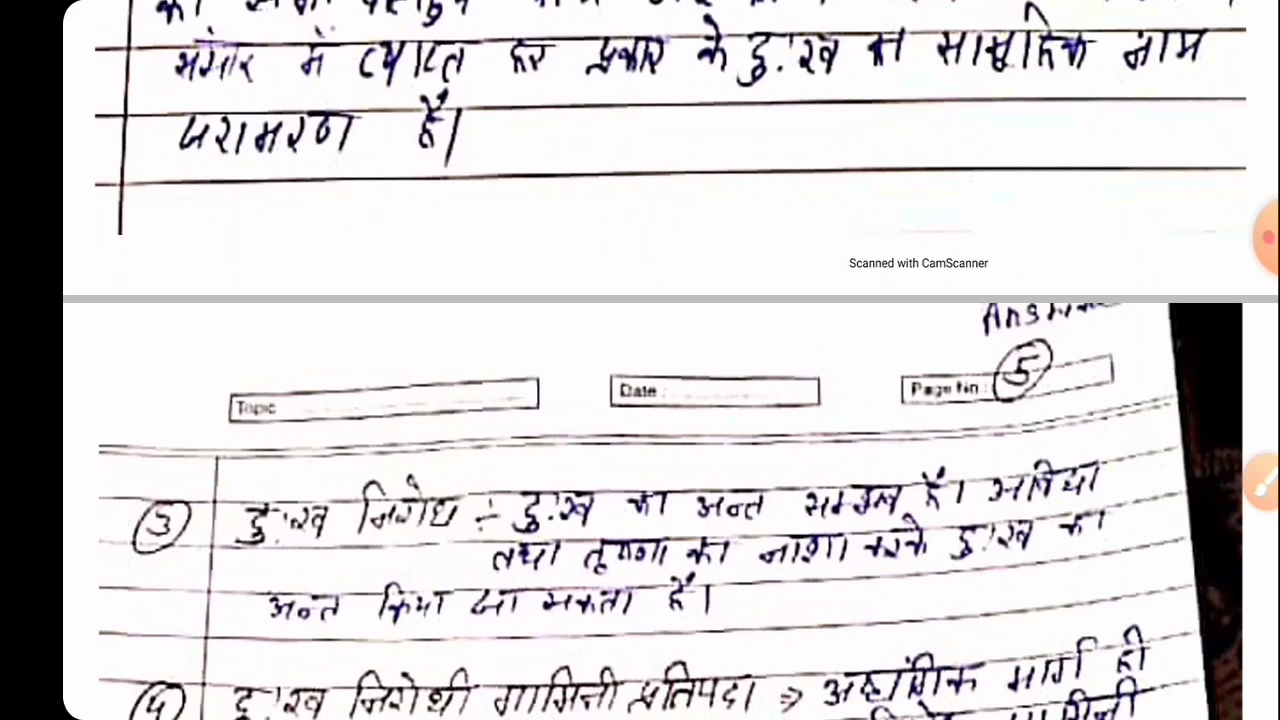 संसार में व्याप्त हर प्रकार के दु:ख का सामूहिक नाम
जरामरण है।
Scanned with CamScanner
Topic
Date :
Page No : 5
3 दु:ख निरोध ÷ दु:ख का अन्त सम्भव है। अविद्या
तथा तृष्णा का नाश करके दु:ख का
अन्त किया जा सकता है।
4 दु:ख निरोधी गामिनी प्रतिपदा ⇒ अष्टांगिक मार्ग ही